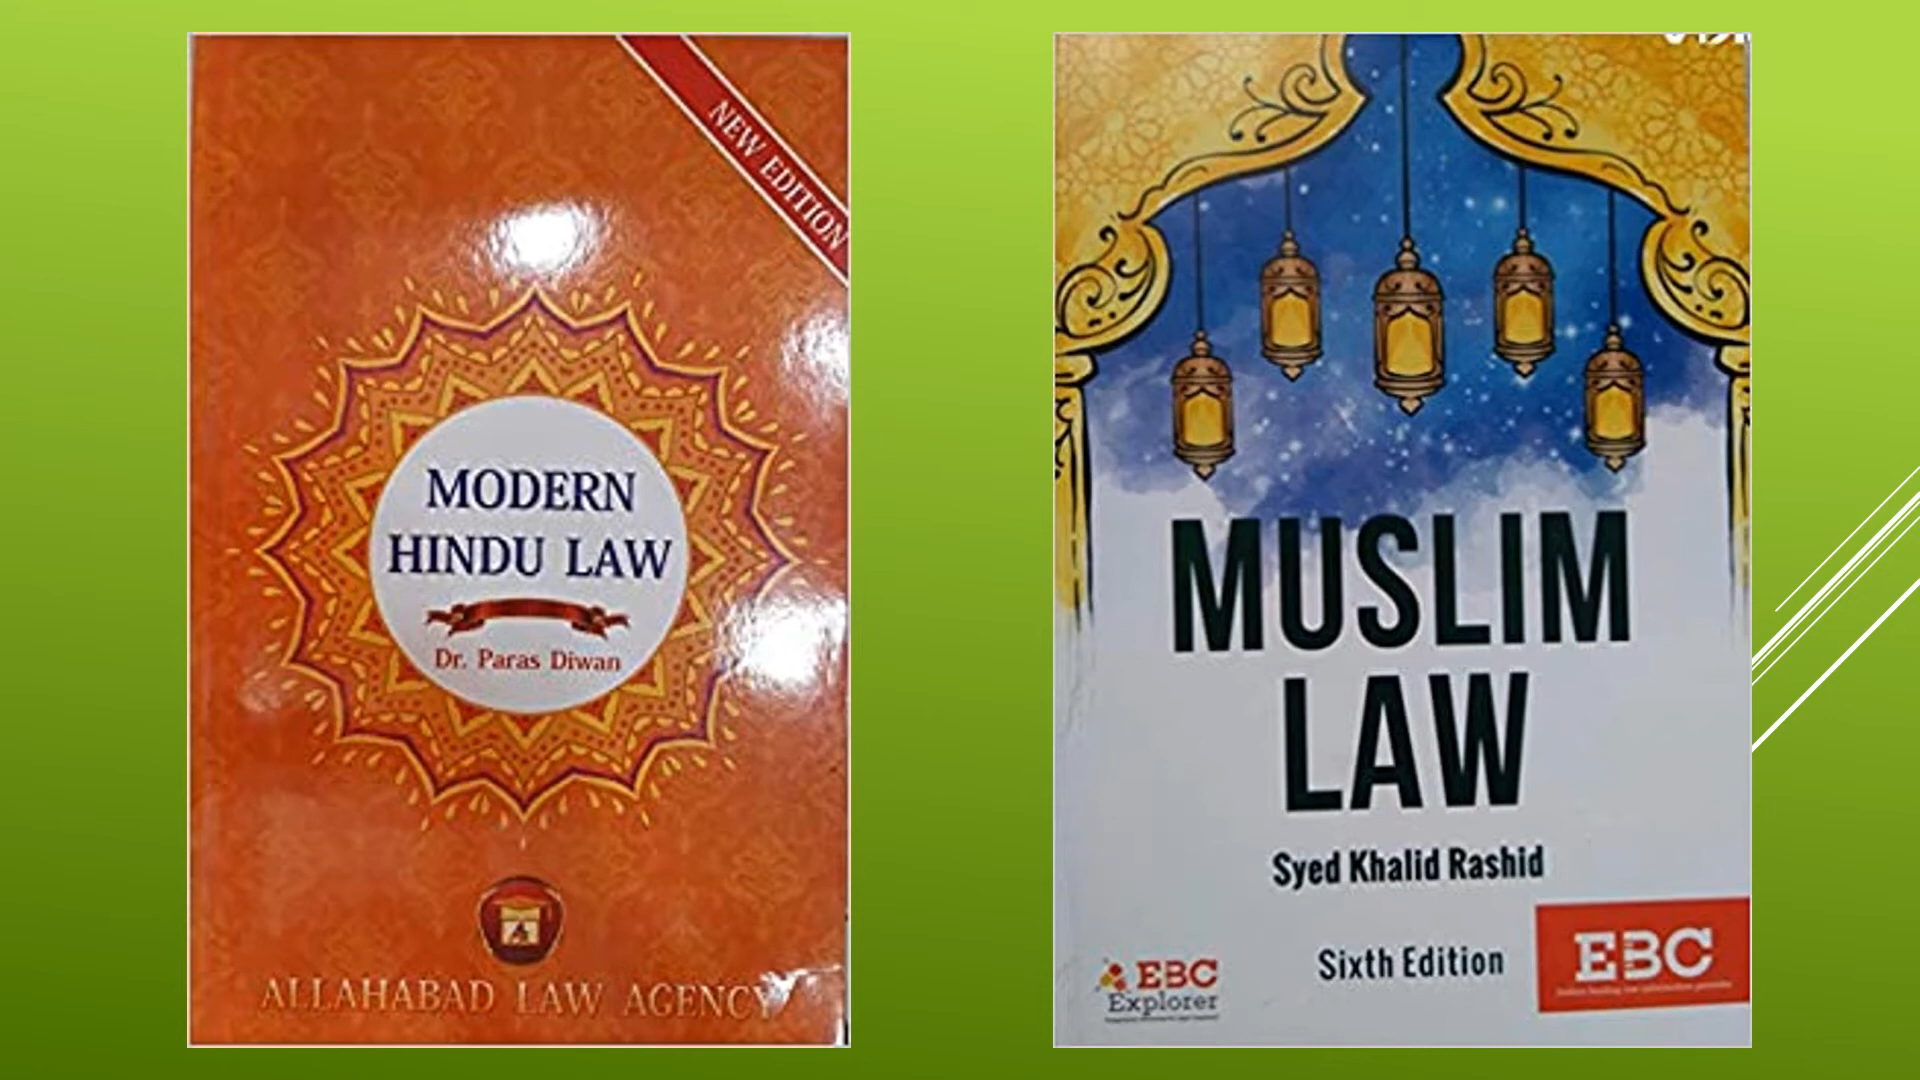 NEW EDITION
MODERN
HINDU LAW
Dr. Paras Diwan
ALLAHABAD LAW AGENCY
MUSLIM
LAW
Syed Khalid Rashid
Sixth Edition
EBC
Explorer
EBC